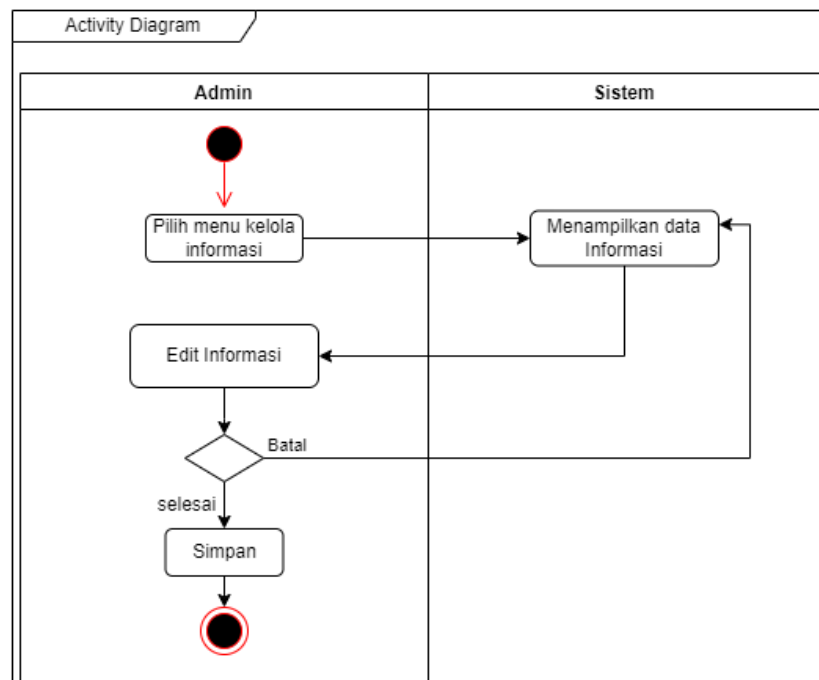 Activity Diagram
Admin
Sistem
Pilih menu kelola
informasi
Menampilkan data
Informasi
Edit Informasi
Batal
selesai
Simpan